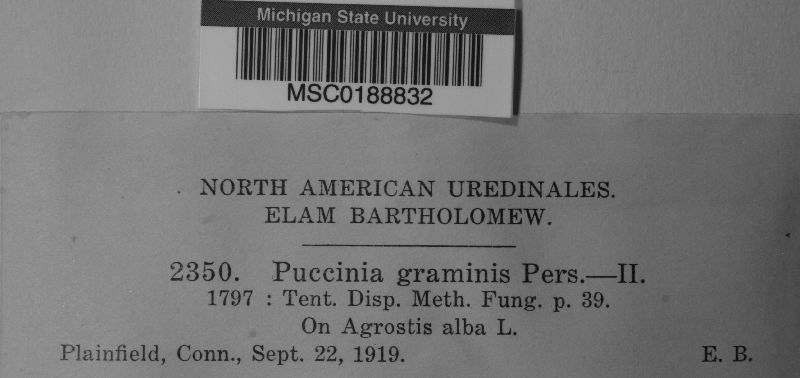 Michigan State University
MSC0188832
NORTH AMERICAN UREDINALES.
ELAM BARTHOLOMEW.
2350. Puccinia graminis Pers.—II.
1797 : Tent. Disp. Meth. Fung. p. 39.
On Agrostis alba L.
Plainfield, Conn., Sept. 22, 1919. E. B.